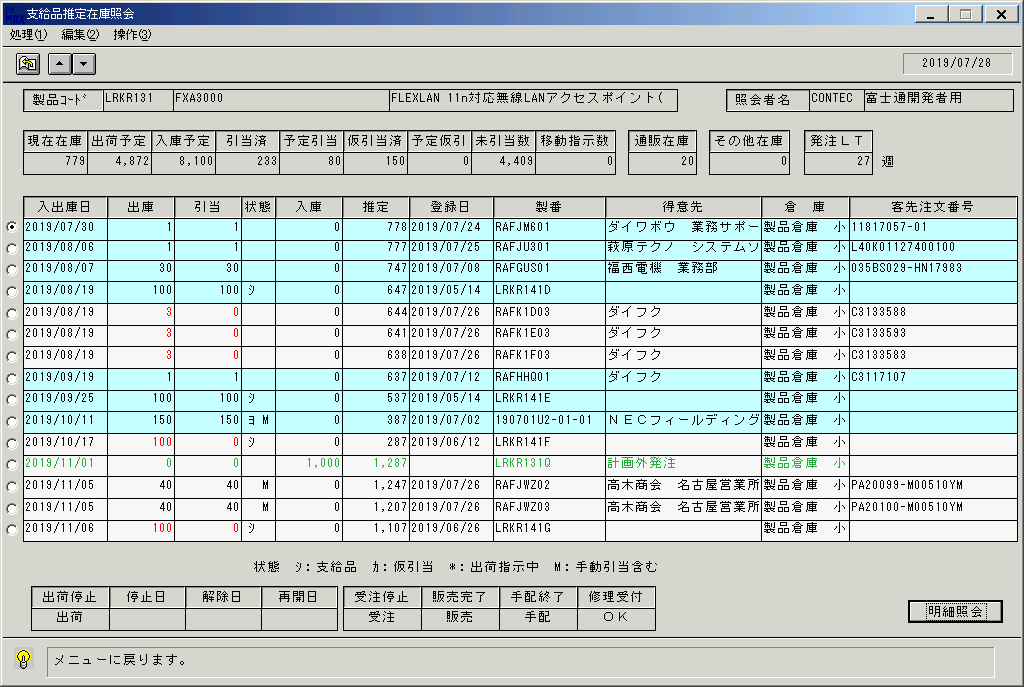 支給品推定在庫照会
処理(1) 編集(2) 操作(3)
2019/07/28
製品ｺｰﾄﾞ LRKR131 FXA3000 FLEXLAN 11n対応無線LANアクセスポイント( 照会者名 CONTEC 富士通開発者用
現在在庫 出荷予定 入庫予定 引当済 予定引当 仮引当済 予定仮引 未引当数 移動指示数 通販在庫 その他在庫 発注ＬＴ
779 4,872 8,100 233 80 150 0 4,409 0 20 0 27 週
入出庫日 出庫 引当 状態 入庫 推定 登録日 製番 得意先 倉　庫 客先注文番号
2019/07/30 1 1 0 778 2019/07/24 RAFJM601 ダイワボウ　業務サポー 製品倉庫　小 11817057-01
2019/08/06 1 1 0 777 2019/07/25 RAFJU301 萩原テクノ　システムソ 製品倉庫　小 L40K01127400100
2019/08/07 30 30 0 747 2019/07/08 RAFGUS01 福西電機　業務部 製品倉庫　小 035BS029-HN17983
2019/08/19 100 100 ｼ 0 647 2019/05/14 LRKR141D 製品倉庫　小
2019/08/19 3 0 0 644 2019/07/26 RAFK1D03 ダイフク 製品倉庫　小 C3133588
2019/08/19 3 0 0 641 2019/07/26 RAFK1E03 ダイフク 製品倉庫　小 C3133593
2019/08/19 3 0 0 638 2019/07/26 RAFK1F03 ダイフク 製品倉庫　小 C3133583
2019/09/19 1 1 0 637 2019/07/12 RAFHHQ01 ダイフク 製品倉庫　小 C3117107
2019/09/25 100 100 ｼ 0 537 2019/05/14 LRKR141E 製品倉庫　小
2019/10/11 150 150 ﾖ M 0 387 2019/07/02 190701U2-01-01 ＮＥＣフィールディング 製品倉庫　小
2019/10/17 100 0 ｼ 0 287 2019/06/12 LRKR141F 製品倉庫　小
2019/11/01 0 0 1,000 1,287 LRKR131Q 計画外発注 製品倉庫　小
2019/11/05 40 40 M 0 1,247 2019/07/26 RAFJWZ02 高木商会　名古屋営業所 製品倉庫　小 PA20099-M00510YM
2019/11/05 40 40 M 0 1,207 2019/07/26 RAFJWZ03 高木商会　名古屋営業所 製品倉庫　小 PA20100-M00510YM
2019/11/06 100 0 ｼ 0 1,107 2019/06/26 LRKR141G 製品倉庫　小
状態　ｼ:支給品　ｶ:仮引当　*:出荷指示中　M:手動引当含む
出荷停止 停止日 解除日 再開日 受注停止 販売完了 手配終了 修理受付
出荷 受注 販売 手配 ＯＫ
明細照会
メニューに戻ります。